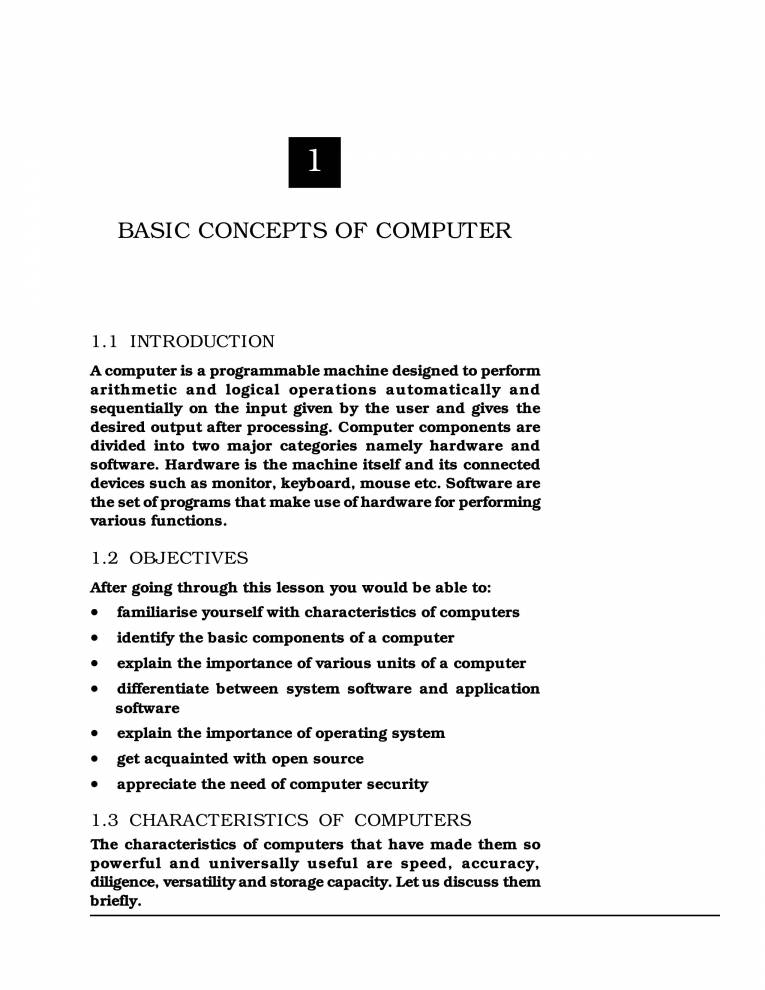 1
BASIC CONCEPTS OF COMPUTER
1.1 INTRODUCTION
A computer is a programmable machine designed to perform
arithmetic and logical operations automatically and
sequentially on the input given by the user and gives the
desired output after processing. Computer components are
divided into two major categories namely hardware and
software. Hardware is the machine itself and its connected
devices such as monitor, keyboard, mouse etc. Software are
the set of programs that make use of hardware for performing
various functions.
1.2 OBJECTIVES
After going through this lesson you would be able to:
• familiarise yourself with characteristics of computers
• identify the basic components of a computer
• explain the importance of various units of a computer
• differentiate between system software and application
software
• explain the importance of operating system
• get acquainted with open source
• appreciate the need of computer security
1.3 CHARACTERISTICS OF COMPUTERS
The characteristics of computers that have made them so
powerful and universally useful are speed, accuracy,
diligence, versatility and storage capacity. Let us discuss them
briefly.